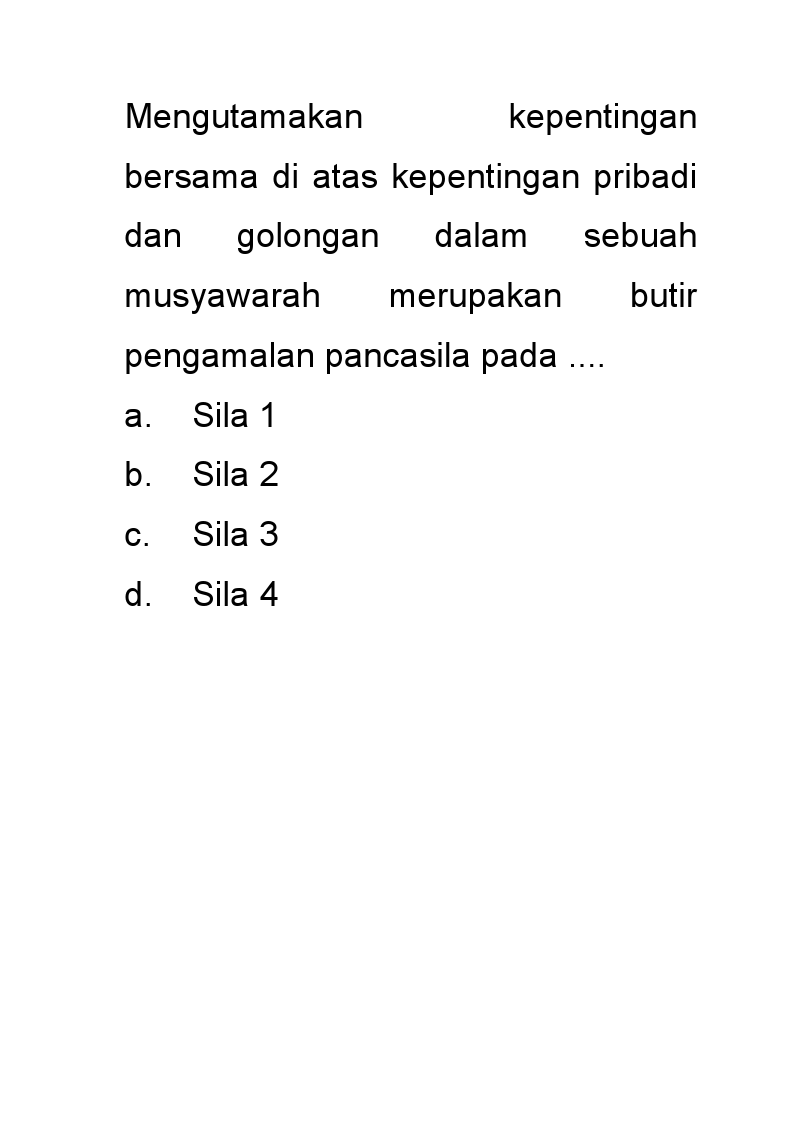 Mengutamakan kepentingan
bersama di atas kepentingan pribadi
dan golongan dalam sebuah
musyawarah merupakan butir
pengamalan pancasila pada ....
a. Sila 1
b. Sila 2
c. Sila 3
d. Sila 4